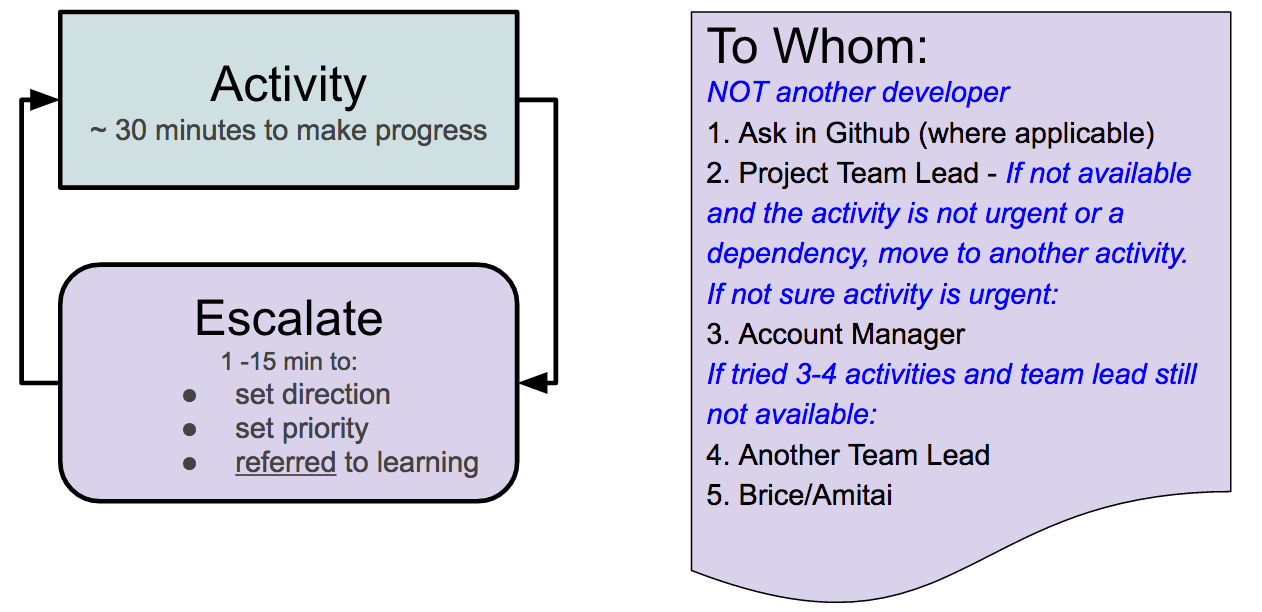 Activity
~ 30 minutes to make progress
Escalate
1 -15 min to:
● set direction
● set priority
● referred to learning
To Whom:
NOT another developer
1. Ask in Github (where applicable)
2. Project Team Lead - If not available
and the activity is not urgent or a
dependency, move to another activity.
If not sure activity is urgent:
3. Account Manager
If tried 3-4 activities and team lead still
not available:
4. Another Team Lead
5. Brice/Amitai